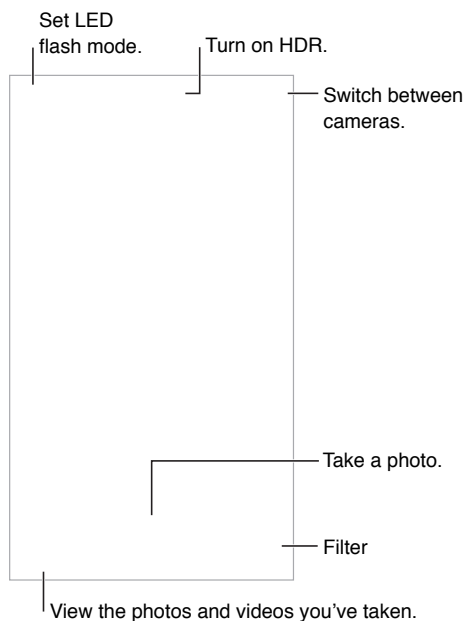 Set LED
flash mode.
Turn on HDR.
Switch between
cameras.
Take a photo.
Filter
View the photos and videos you've taken.